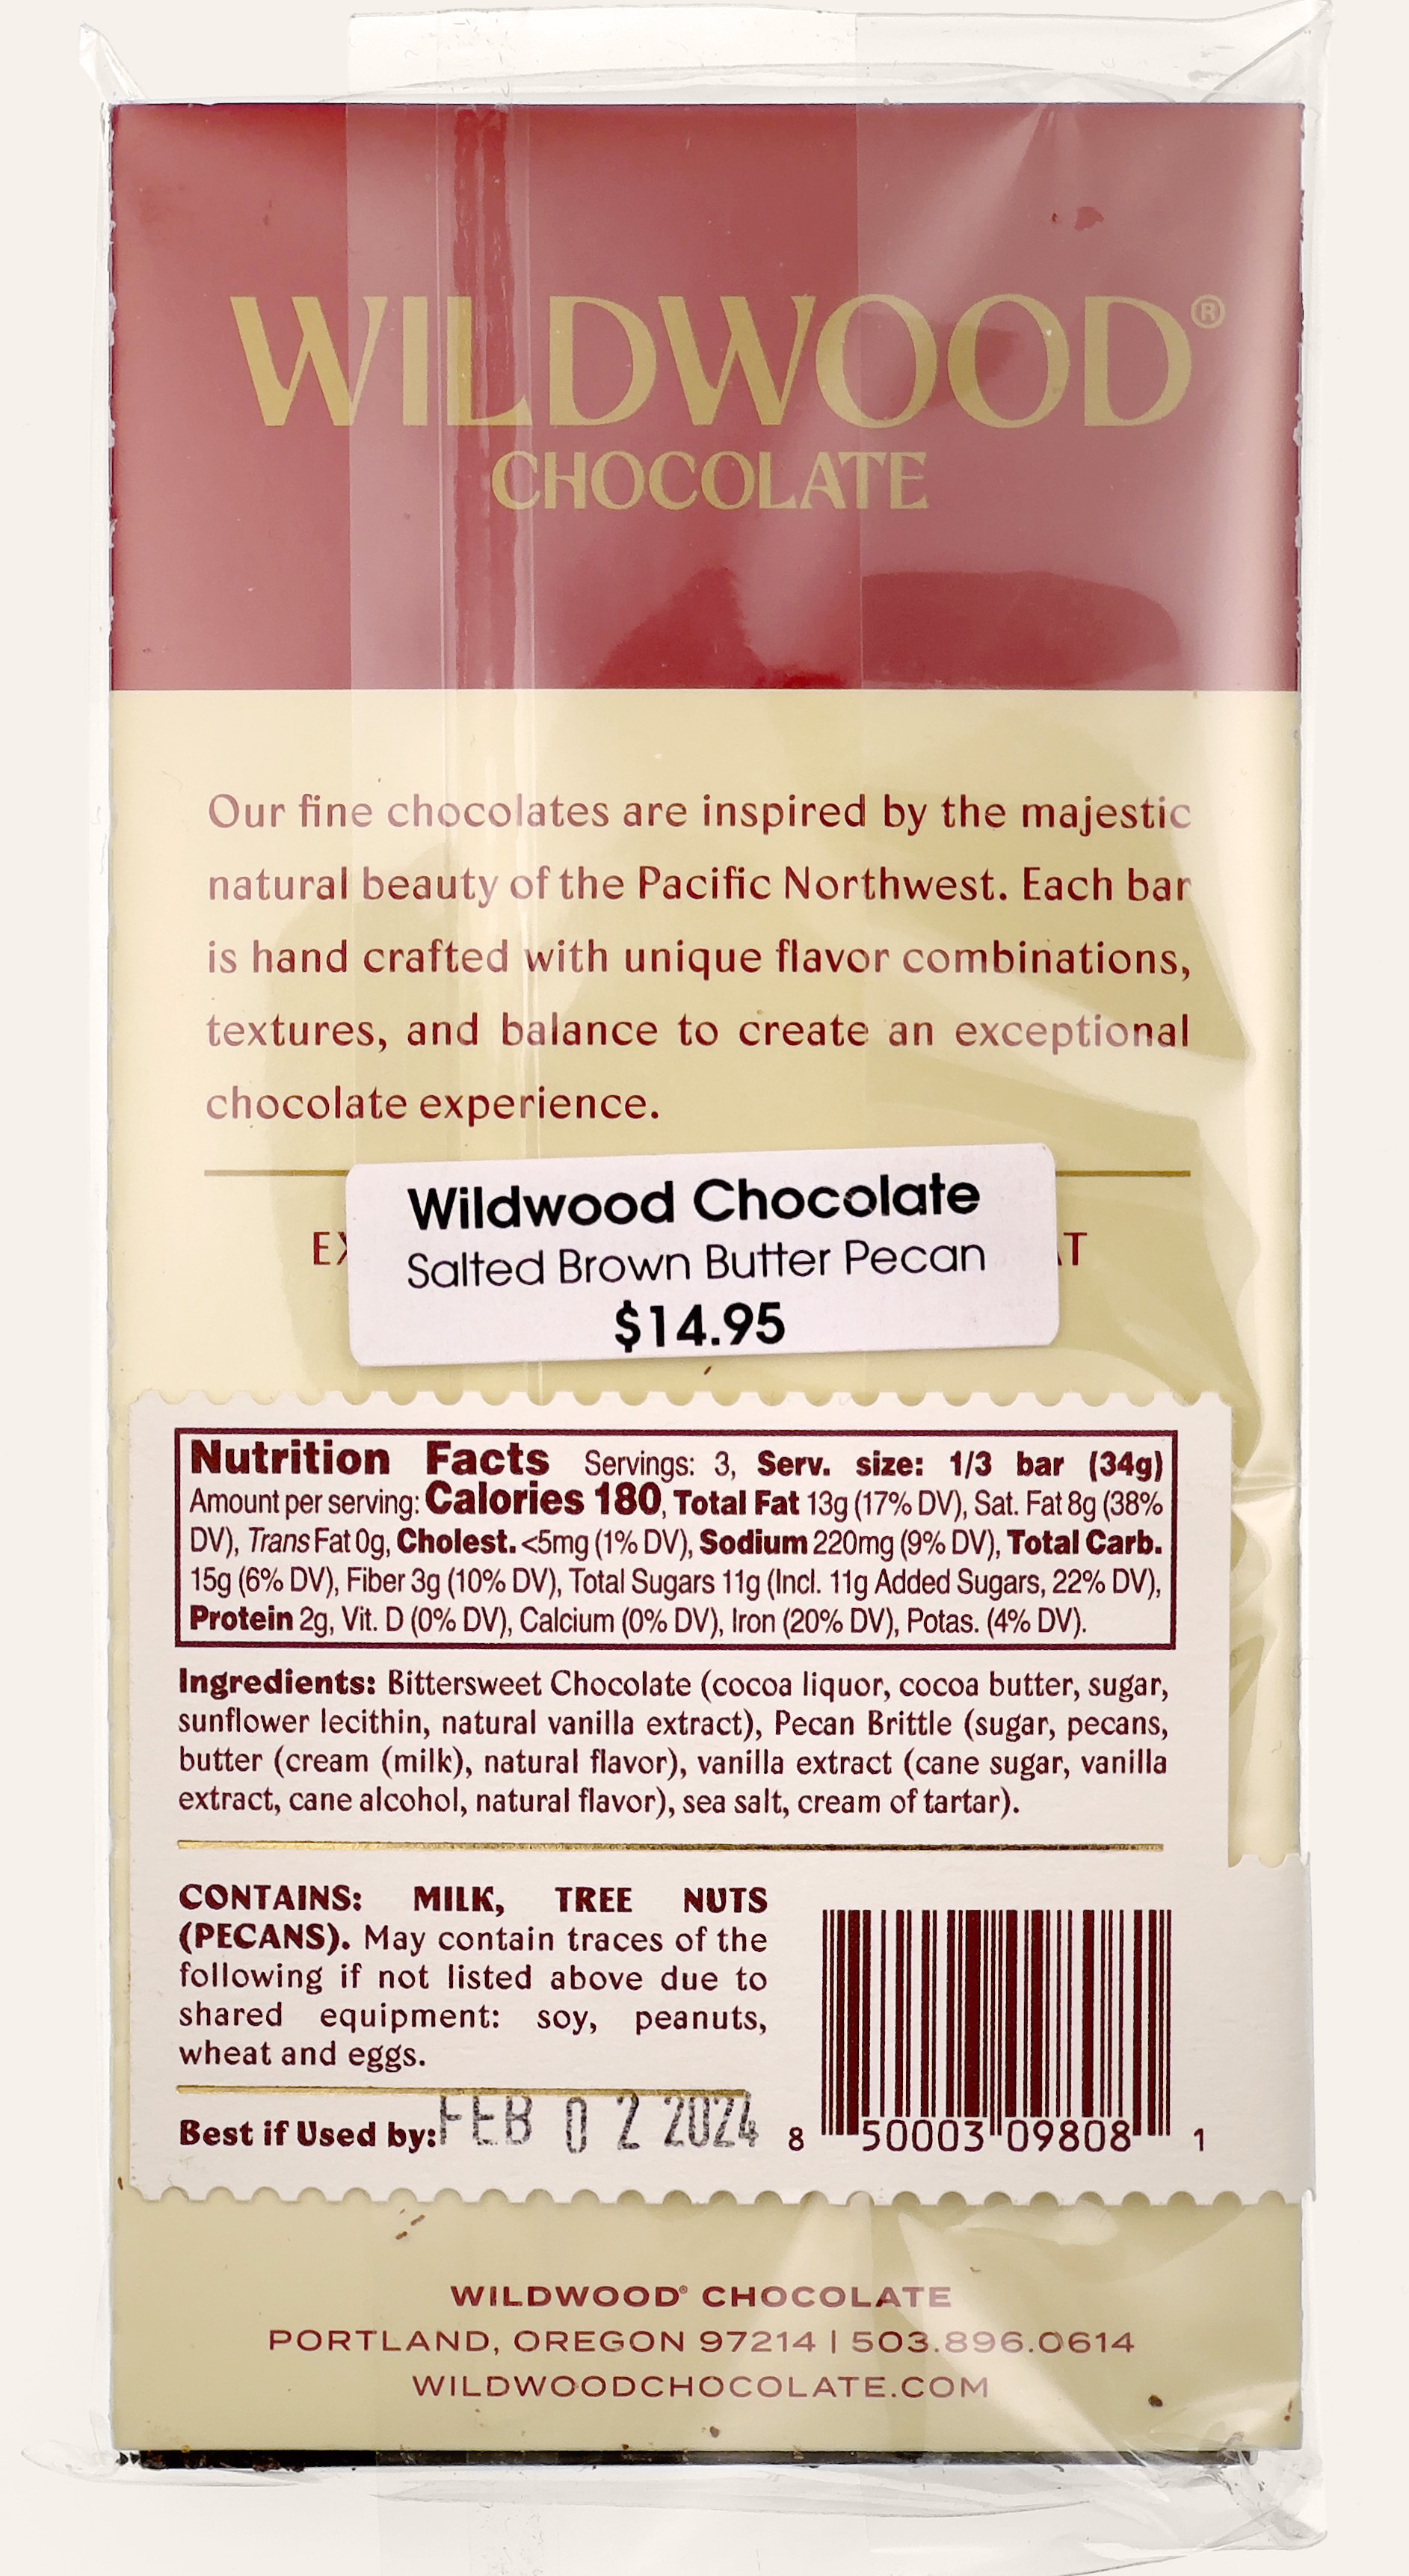 WILDWOOD®
CHOCOLATE
Our fine chocolates are inspired by the majestic
natural beauty of the Pacific Northwest. Each bar
is hand crafted with unique flavor combinations,
textures, and balance to create an exceptional
chocolate experience.
Wildwood Chocolate
Salted Brown Butter Pecan
$14.95
Nutrition Facts Servings: 3, Serv. size: 1/3 bar (34g)
Amount per serving: Calories 180, Total Fat 13g (17% DV), Sat. Fat 8g (38%
DV), Trans Fat 0g, Cholest. <5mg (1% DV), Sodium 220mg (9% DV), Total Carb.
15g (6% DV), Fiber 3g (10% DV), Total Sugars 11g (Incl. 11g Added Sugars, 22% DV),
Protein 2g, Vit. D (0% DV), Calcium (0% DV), Iron (20% DV), Potas. (4% DV).
Ingredients: Bittersweet Chocolate (cocoa liquor, cocoa butter, sugar,
sunflower lecithin, natural vanilla extract), Pecan Brittle (sugar, pecans,
butter (cream (milk), natural flavor), vanilla extract (cane sugar, vanilla
extract, cane alcohol, natural flavor), sea salt, cream of tartar).
CONTAINS: MILK, TREE NUTS
(PECANS). May contain traces of the
following if not listed above due to
shared equipment: soy, peanuts,
wheat and eggs.
Best if Used by: FEB 02 2024
8 50003 09808 1
WILDWOOD® CHOCOLATE
PORTLAND, OREGON 97214 | 503.896.0614
WILDWOODCHOCOLATE.COM